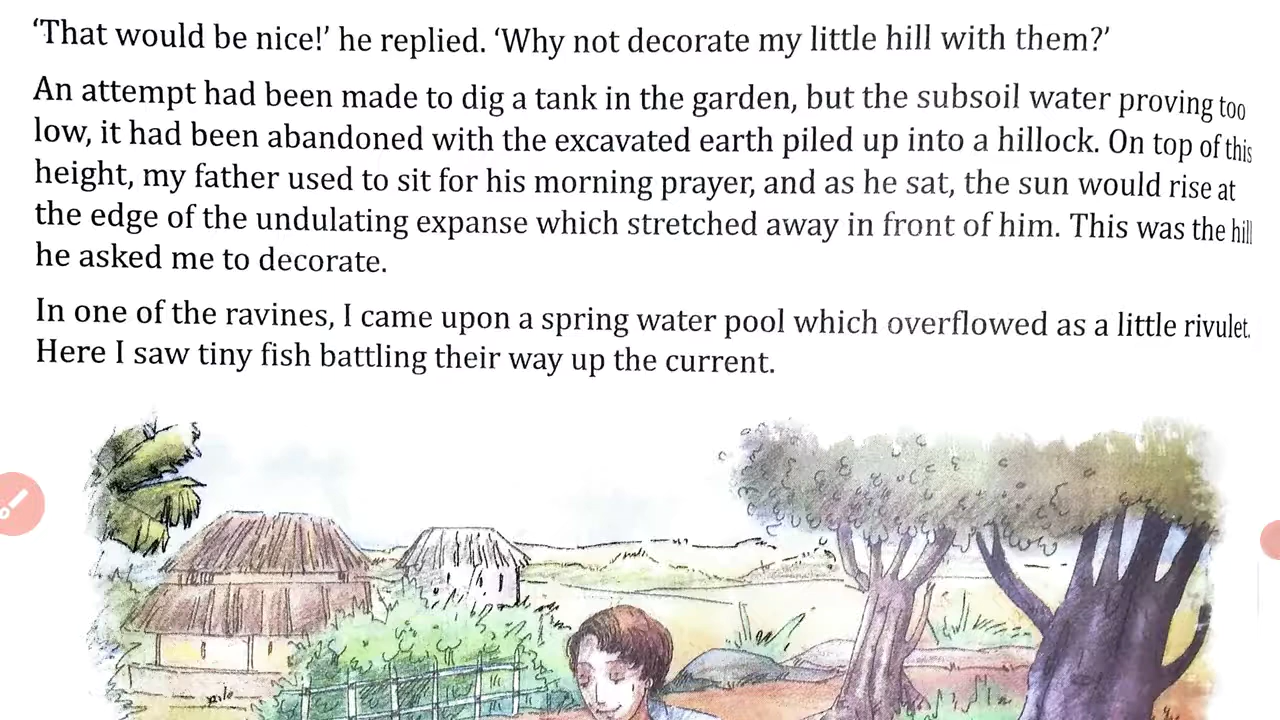 ‘That would be nice!’ he replied. ‘Why not decorate my little hill with them?’
An attempt had been made to dig a tank in the garden, but the subsoil water proving too
low, it had been abandoned with the excavated earth piled up into a hillock. On top of this
height, my father used to sit for his morning prayer, and as he sat, the sun would rise at
the edge of the undulating expanse which stretched away in front of him. This was the hill
he asked me to decorate.
In one of the ravines, I came upon a spring water pool which overflowed as a little rivulet.
Here I saw tiny fish battling their way up the current.